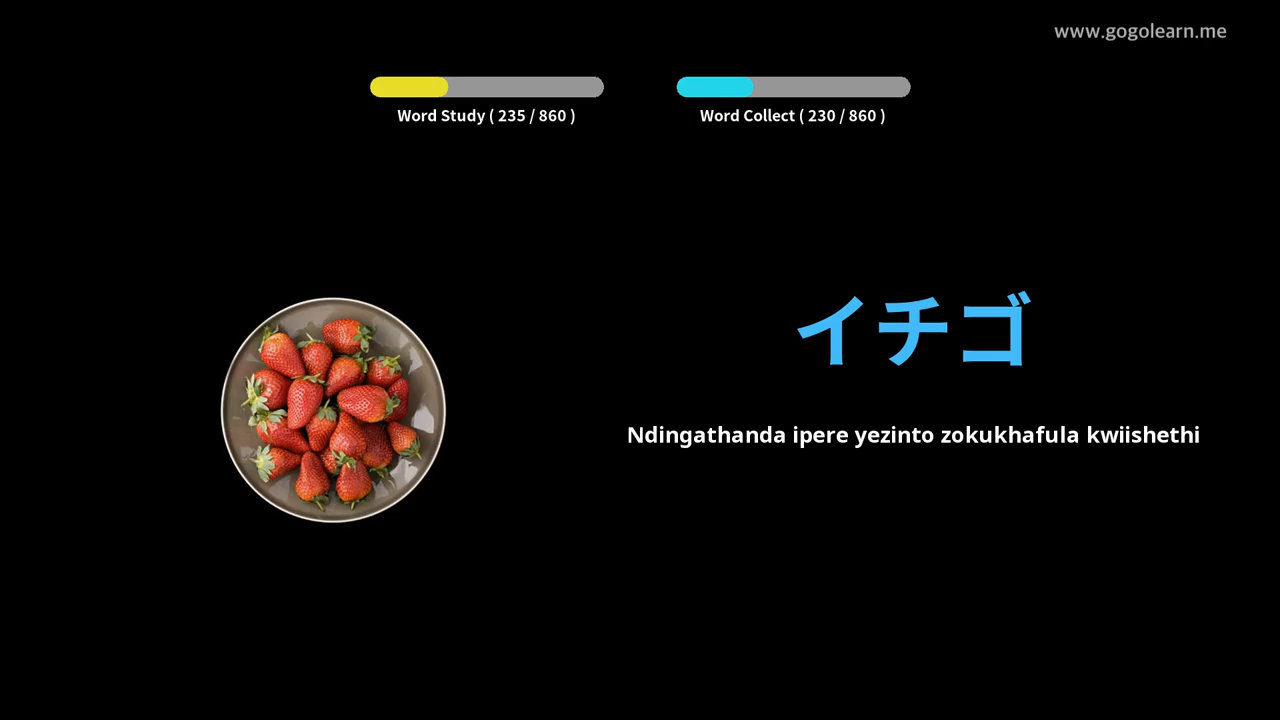 www.gogolearn.me
Word Study ( 235 / 860 )
Word Collect ( 230 / 860 )
イチゴ
Ndingathanda ipere yezinto zokukhafula kwiishethi